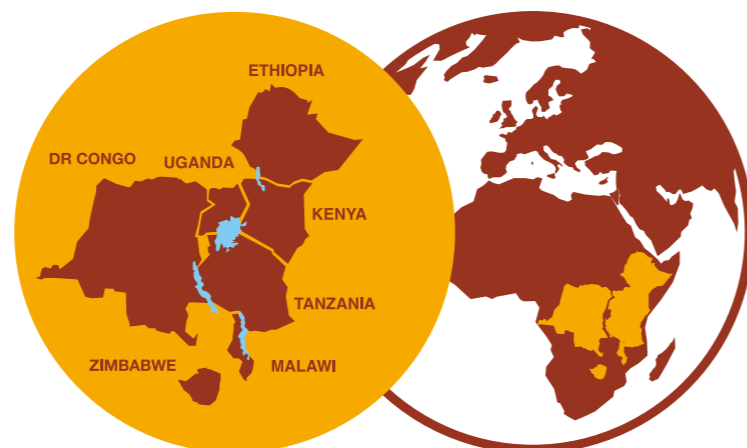 ETHIOPIA
DR CONGO
UGANDA
KENYA
TANZANIA
ZIMBABWE
MALAWI